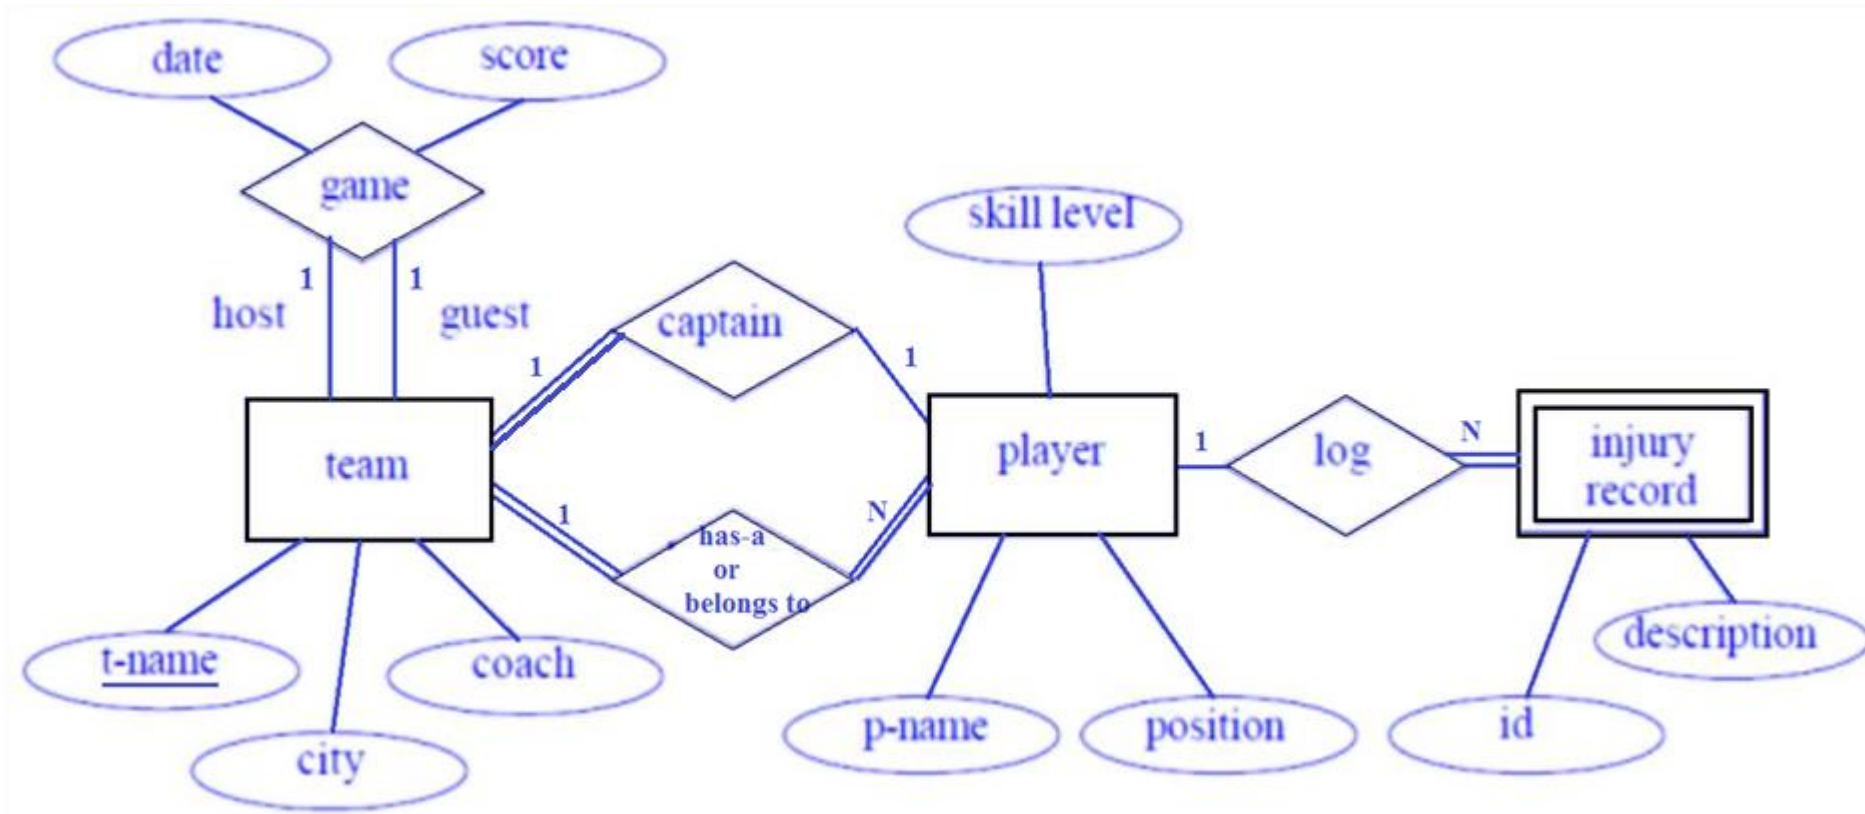 date
score
game
1
1
host
guest
skill level
captain
1
1
team
player
1
log
N
injury
record
1
N
has-a
or
belongs to
t-name
coach
city
p-name
position
id
description